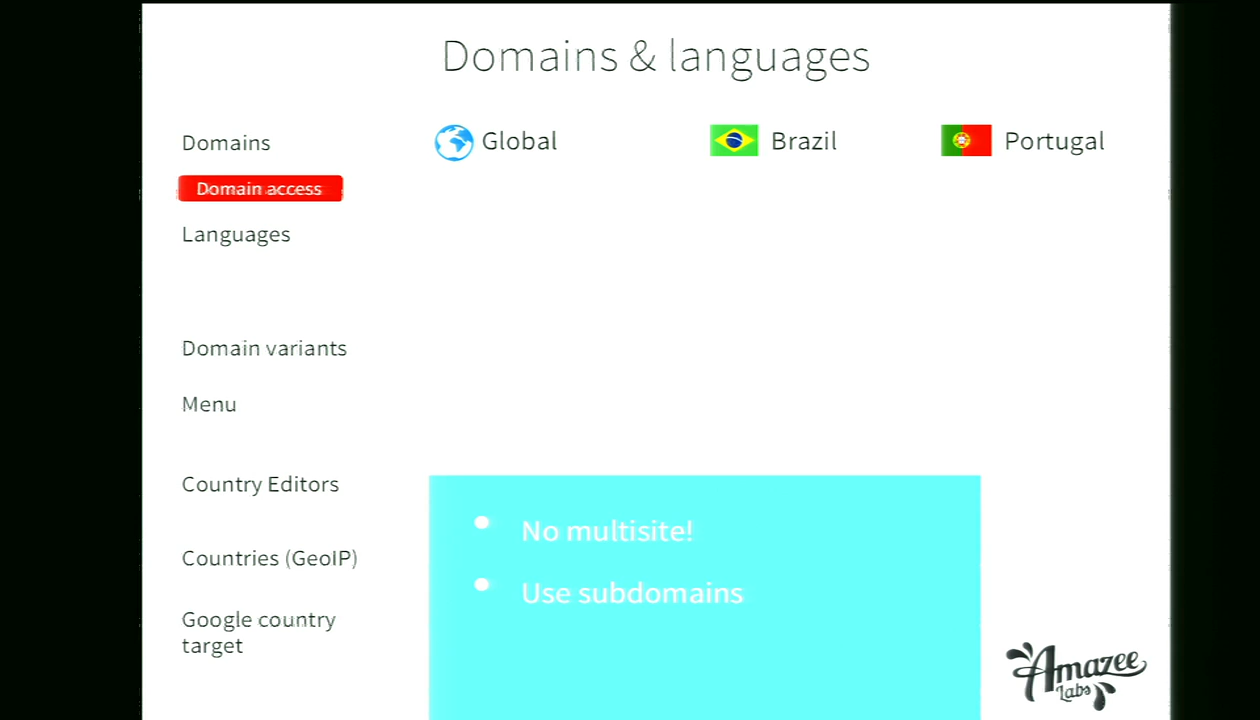 Domains & languages
Domains
Global
Brazil
Portugal
Domain access
Languages
Domain variants
Menu
Country Editors
No multisite!
Countries (GeoIP)
Use subdomains
Google country
target
Amazee
Labs